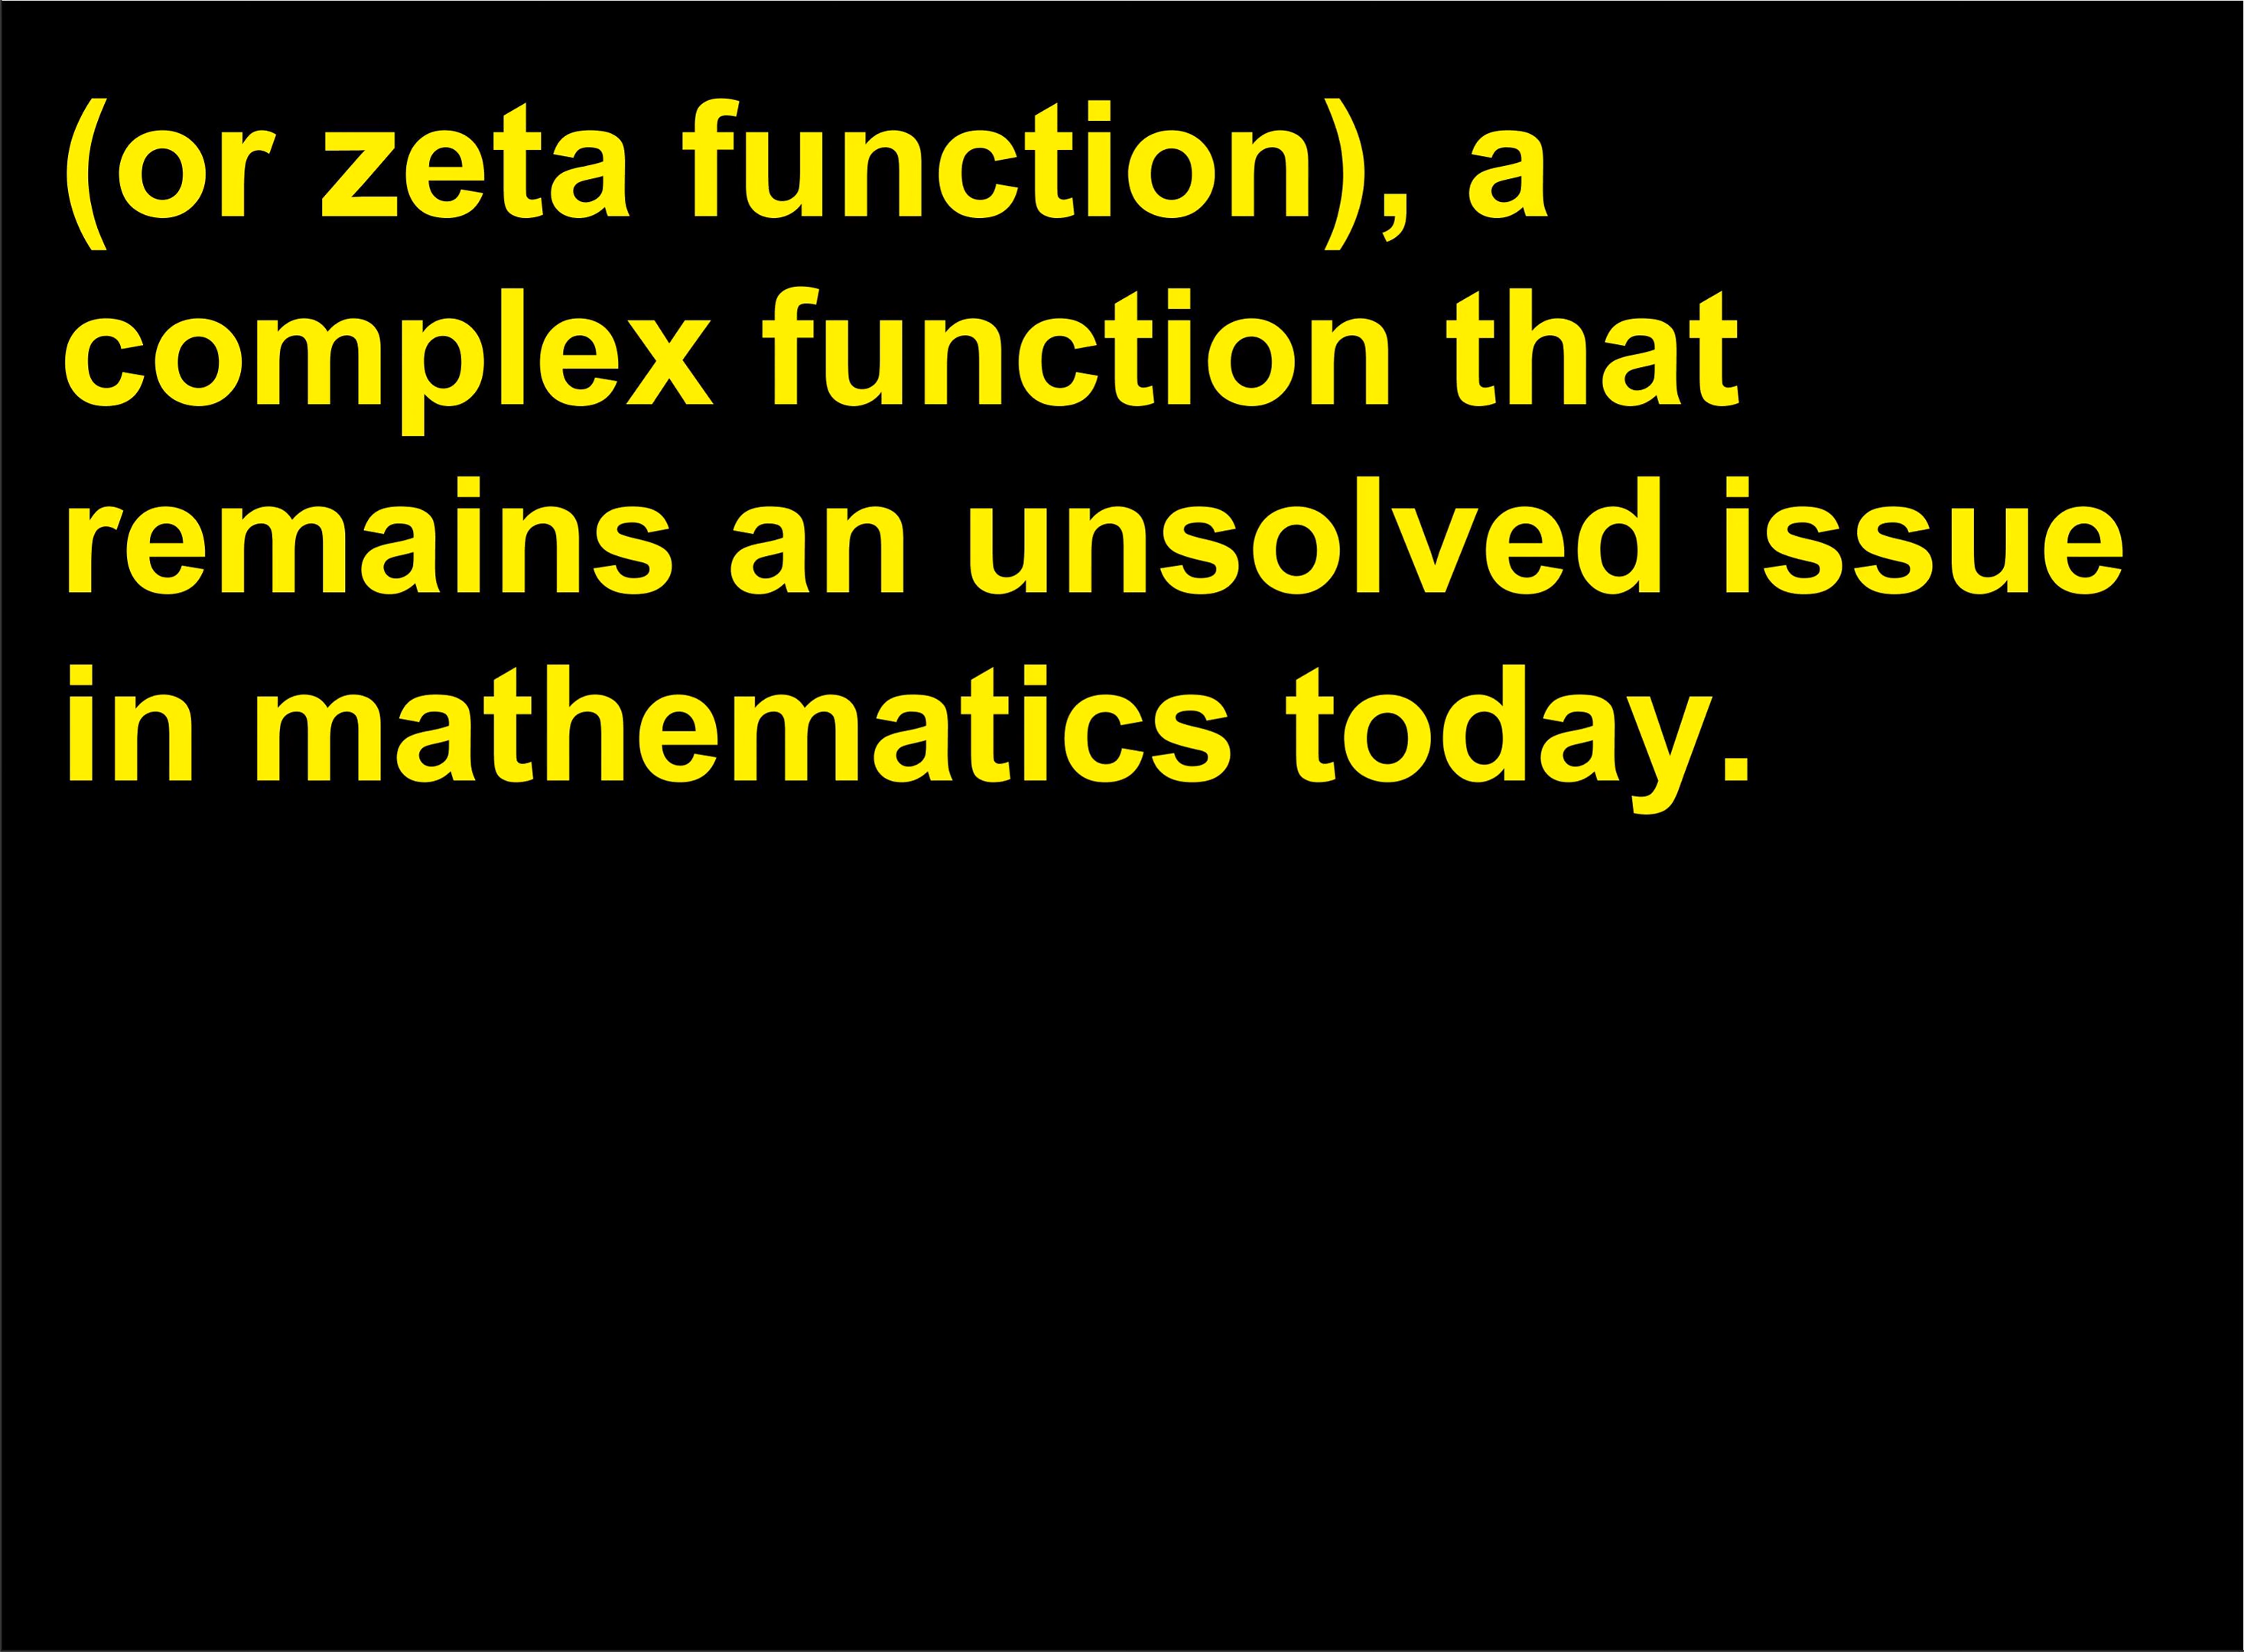 (or zeta function), a
complex function that
remains an unsolved issue
in mathematics today.